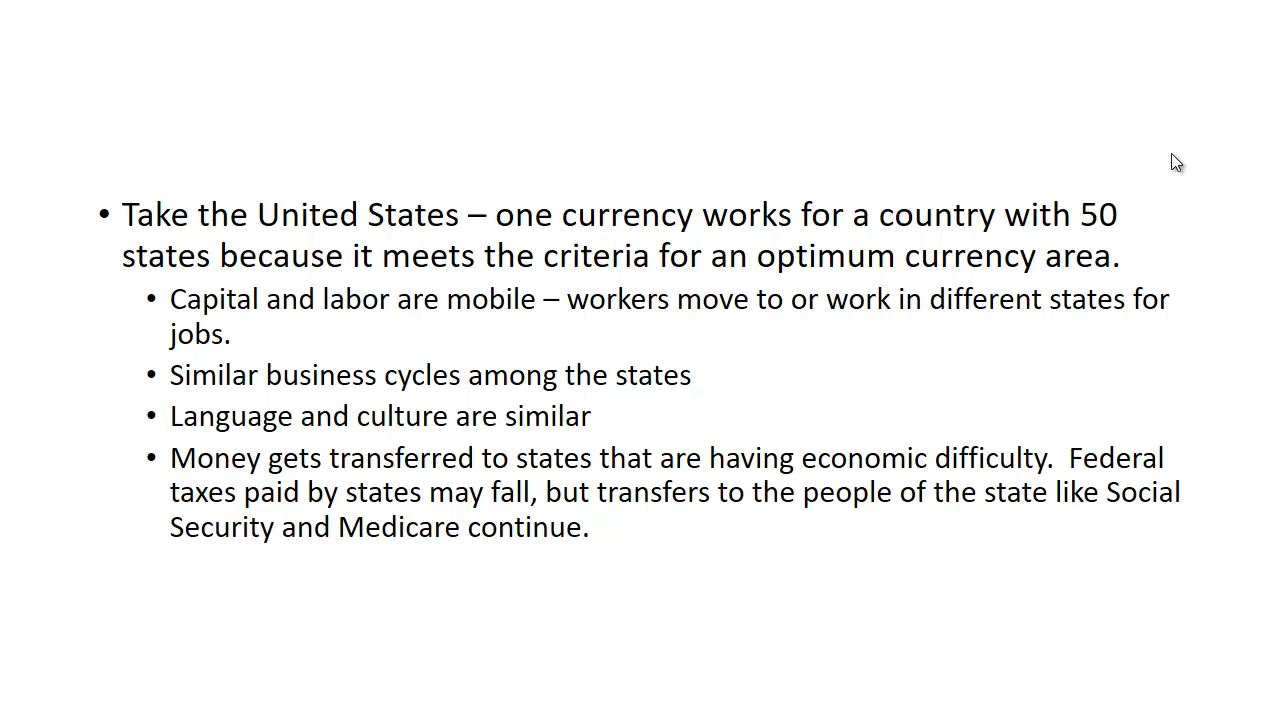 • Take the United States – one currency works for a country with 50
states because it meets the criteria for an optimum currency area.
• Capital and labor are mobile – workers move to or work in different states for
jobs.
• Similar business cycles among the states
• Language and culture are similar
• Money gets transferred to states that are having economic difficulty.  Federal
taxes paid by states may fall, but transfers to the people of the state like Social
Security and Medicare continue.